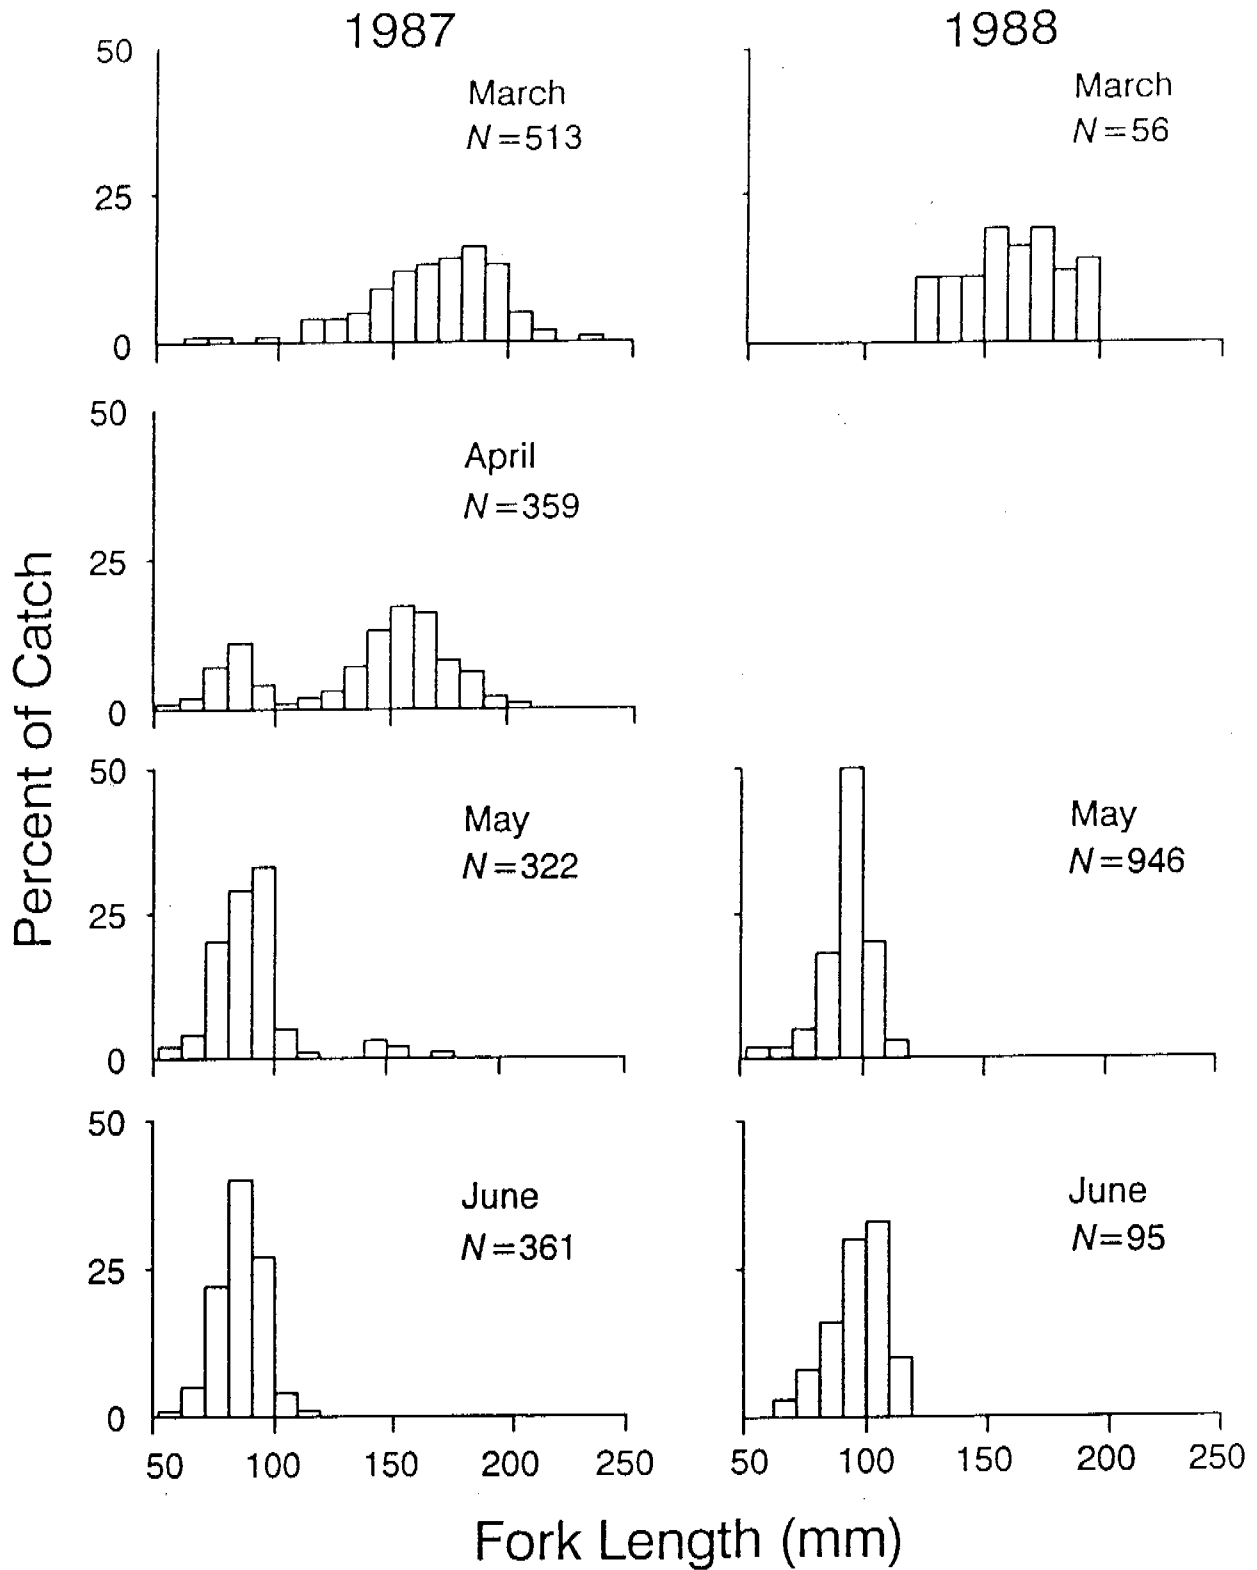 1987
1988
50
March
N=513
March
N=56
25
0
50
April
N=359
25
0
Percent of Catch
50
May
N=322
May
N=946
25
0
50
June
N=361
June
N=95
25
0
50 100 150 200 250
50 100 150 200 250
Fork Length (mm)